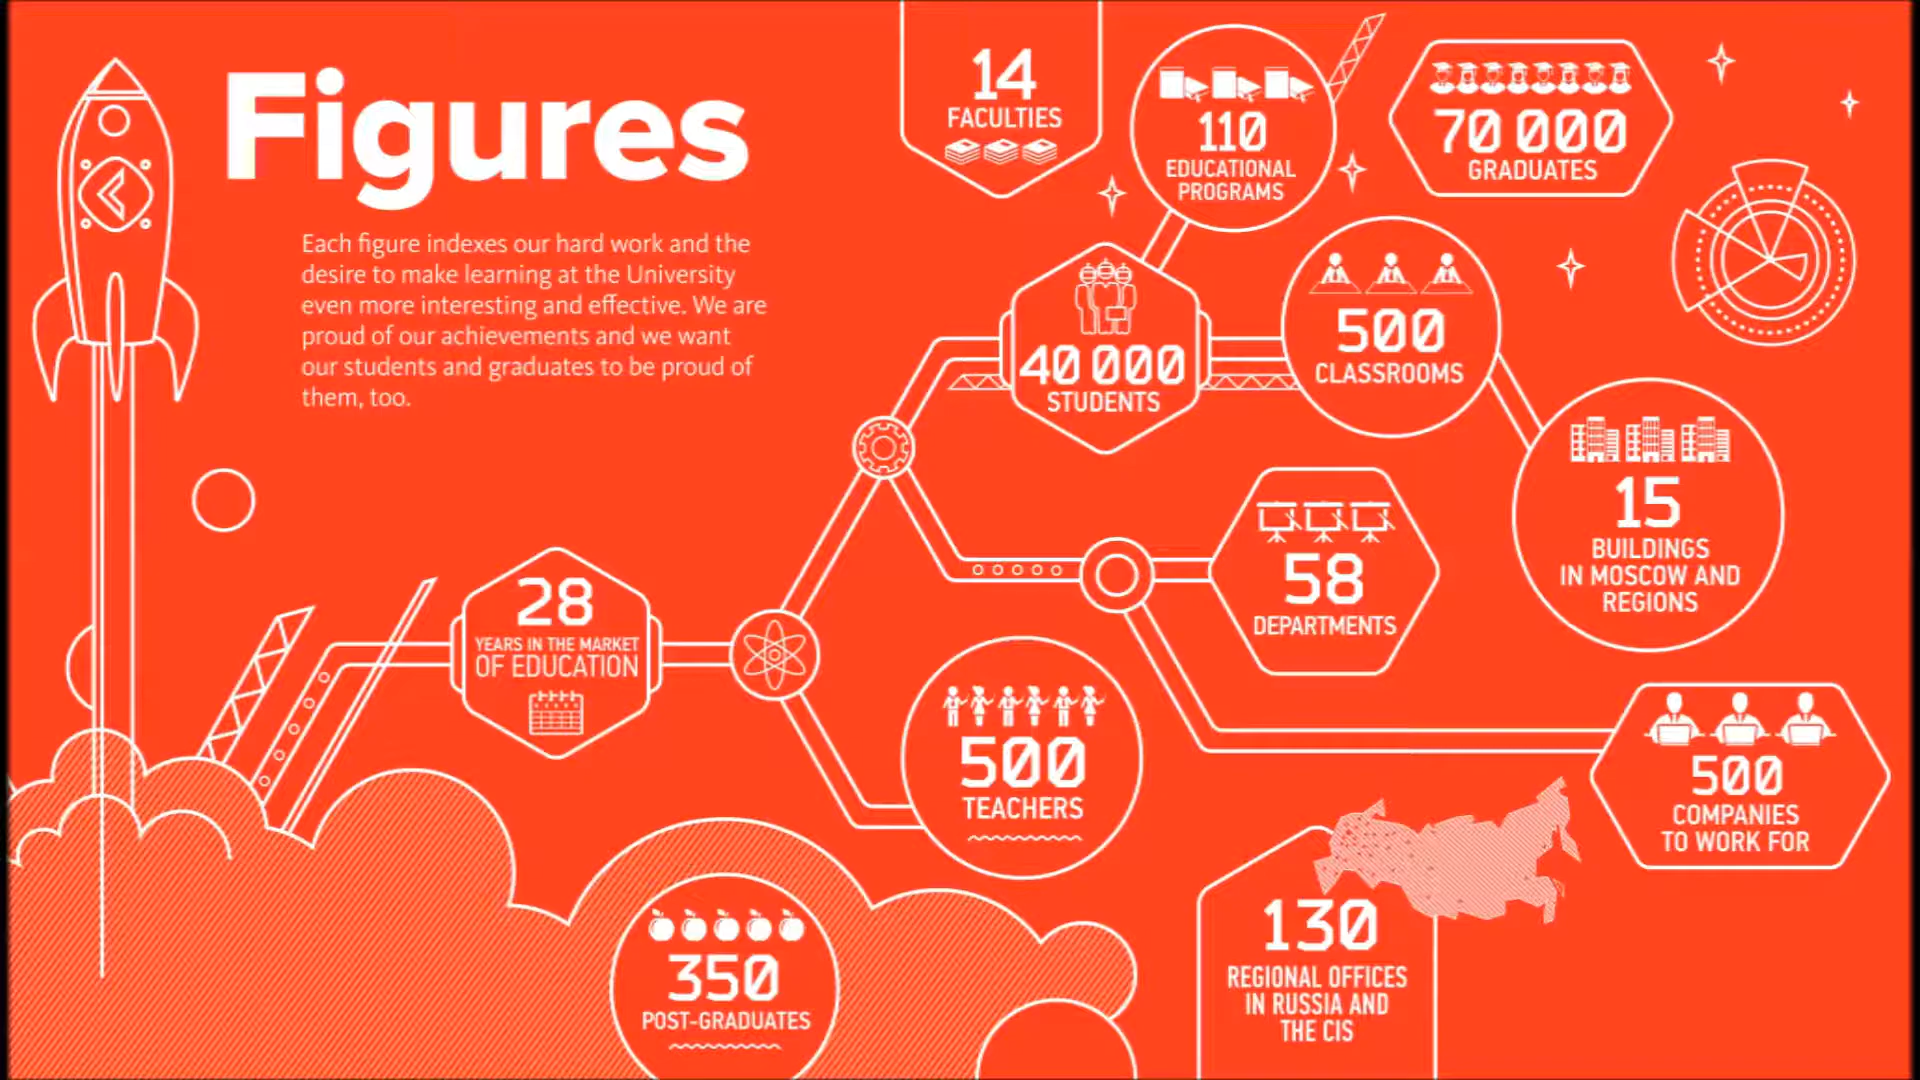 Figures
Each figure indexes our hard work and the
desire to make learning at the University
even more interesting and effective. We are
proud of our achievements and we want
our students and graduates to be proud of
them, too.
14
FACULTIES
110
EDUCATIONAL
PROGRAMS
70 000
GRADUATES
40 000
STUDENTS
500
CLASSROOMS
15
BUILDINGS
IN MOSCOW AND
REGIONS
58
DEPARTMENTS
28
YEARS IN THE MARKET
OF EDUCATION
500
TEACHERS
500
COMPANIES
TO WORK FOR
350
POST-GRADUATES
130
REGIONAL OFFICES
IN RUSSIA AND
THE CIS